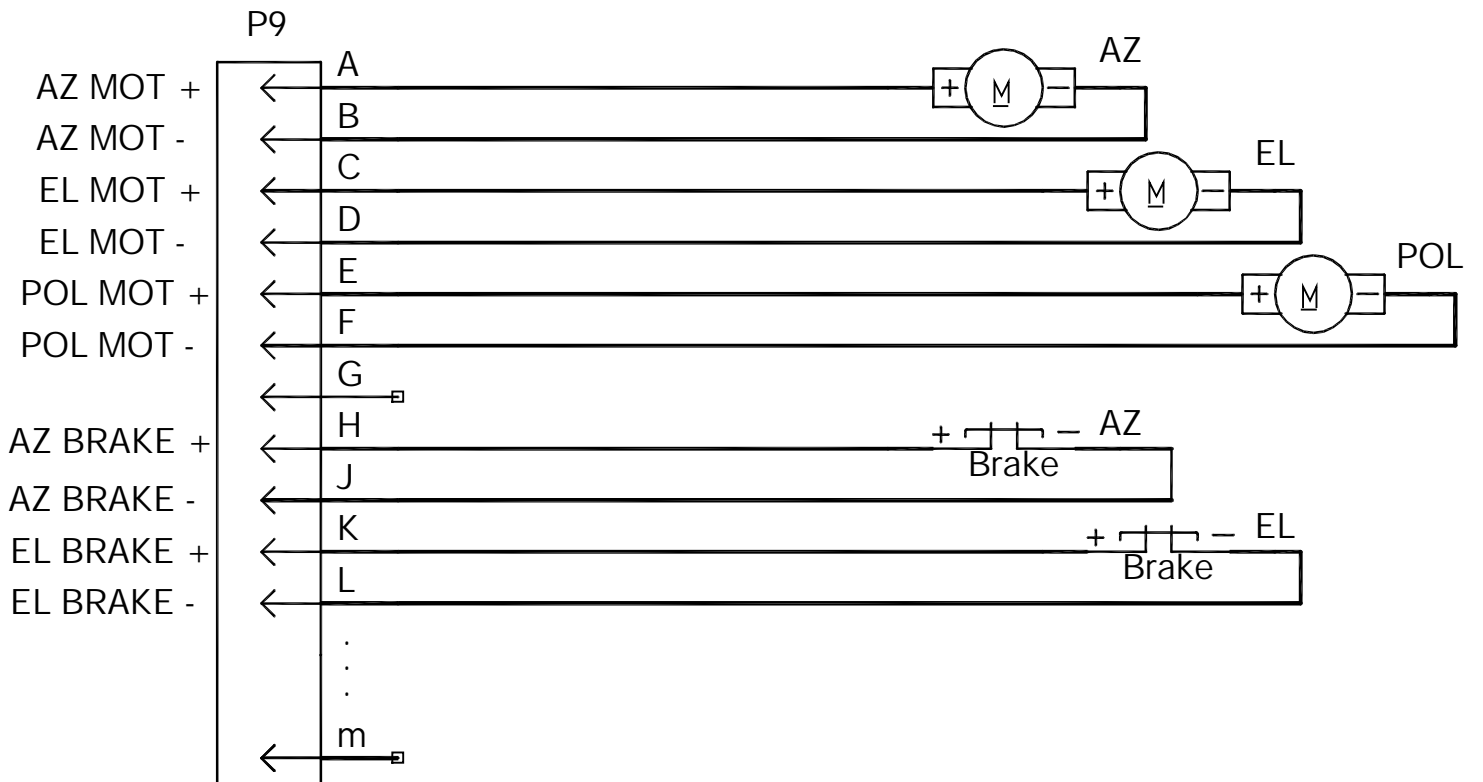 P9
A
AZ MOT +
+ M − AZ
B
AZ MOT -
C
EL MOT +
+ M − EL
D
EL MOT -
E
POL MOT +
+ M − POL
F
POL MOT -
G
H
AZ BRAKE +
+ − AZ
Brake
J
AZ BRAKE -
K
EL BRAKE +
+ − EL
Brake
L
EL BRAKE -
.
.
.
m